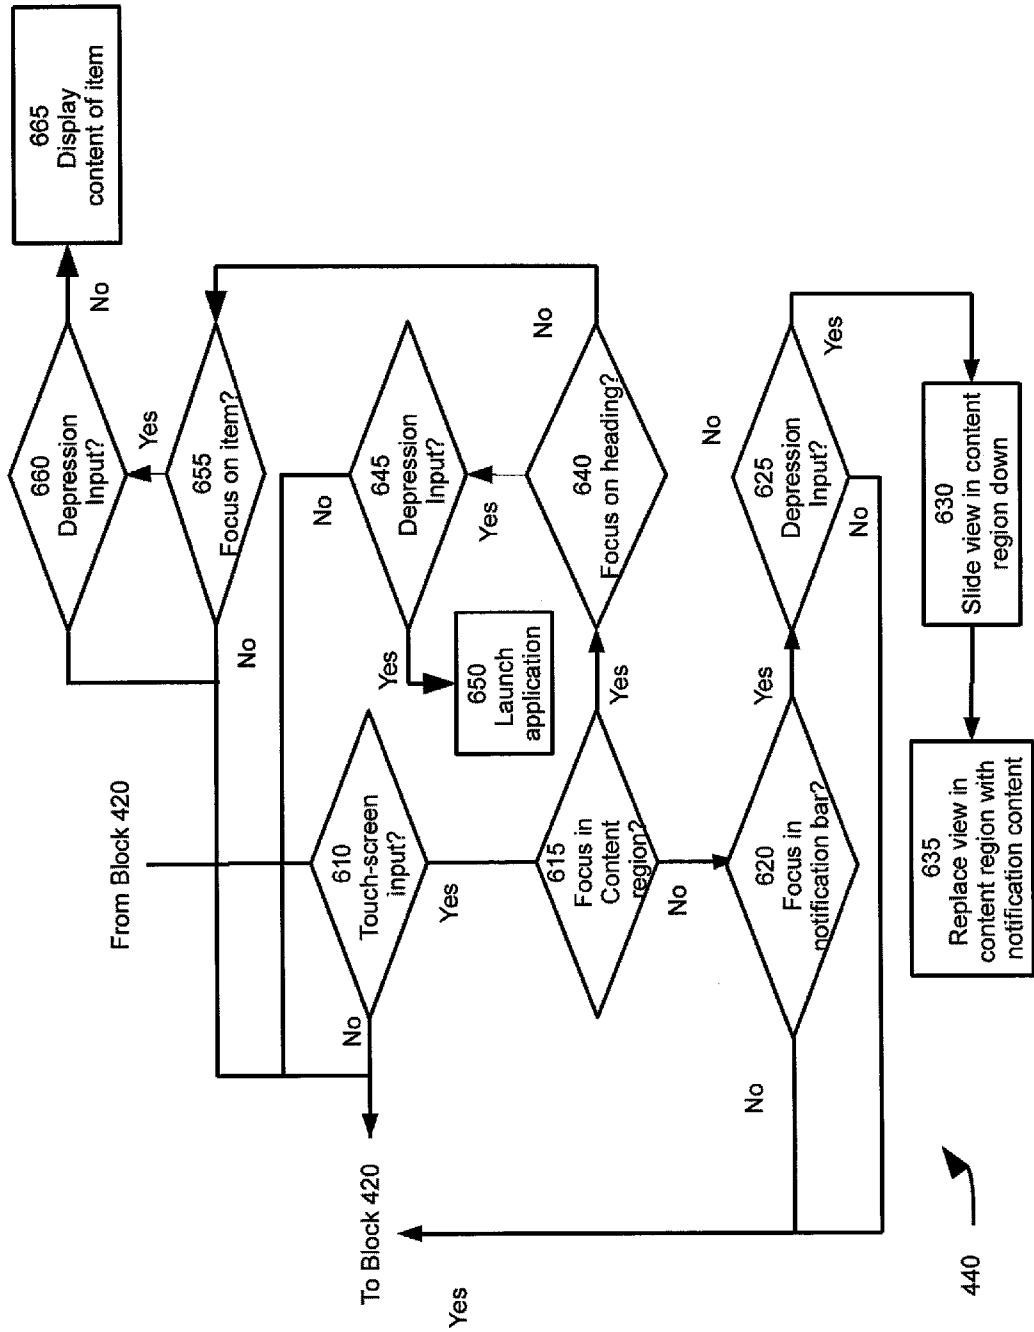 From Block 420
610
Touch-screen
input?
Yes
No
To Block 420
Yes
615
Focus in
Content
region?
Yes
No
620
Focus in
notification bar?
Yes
No
625
Depression
Input?
No
No
Yes
630
Slide view in content
region down
635
Replace view in
content region with
notification content
640
Focus on heading?
Yes
No
645
Depression
Input?
No
Yes
650
Launch
application
655
Focus on item?
Yes
No
660
Depression
Input?
No
665
Display
content of item
440